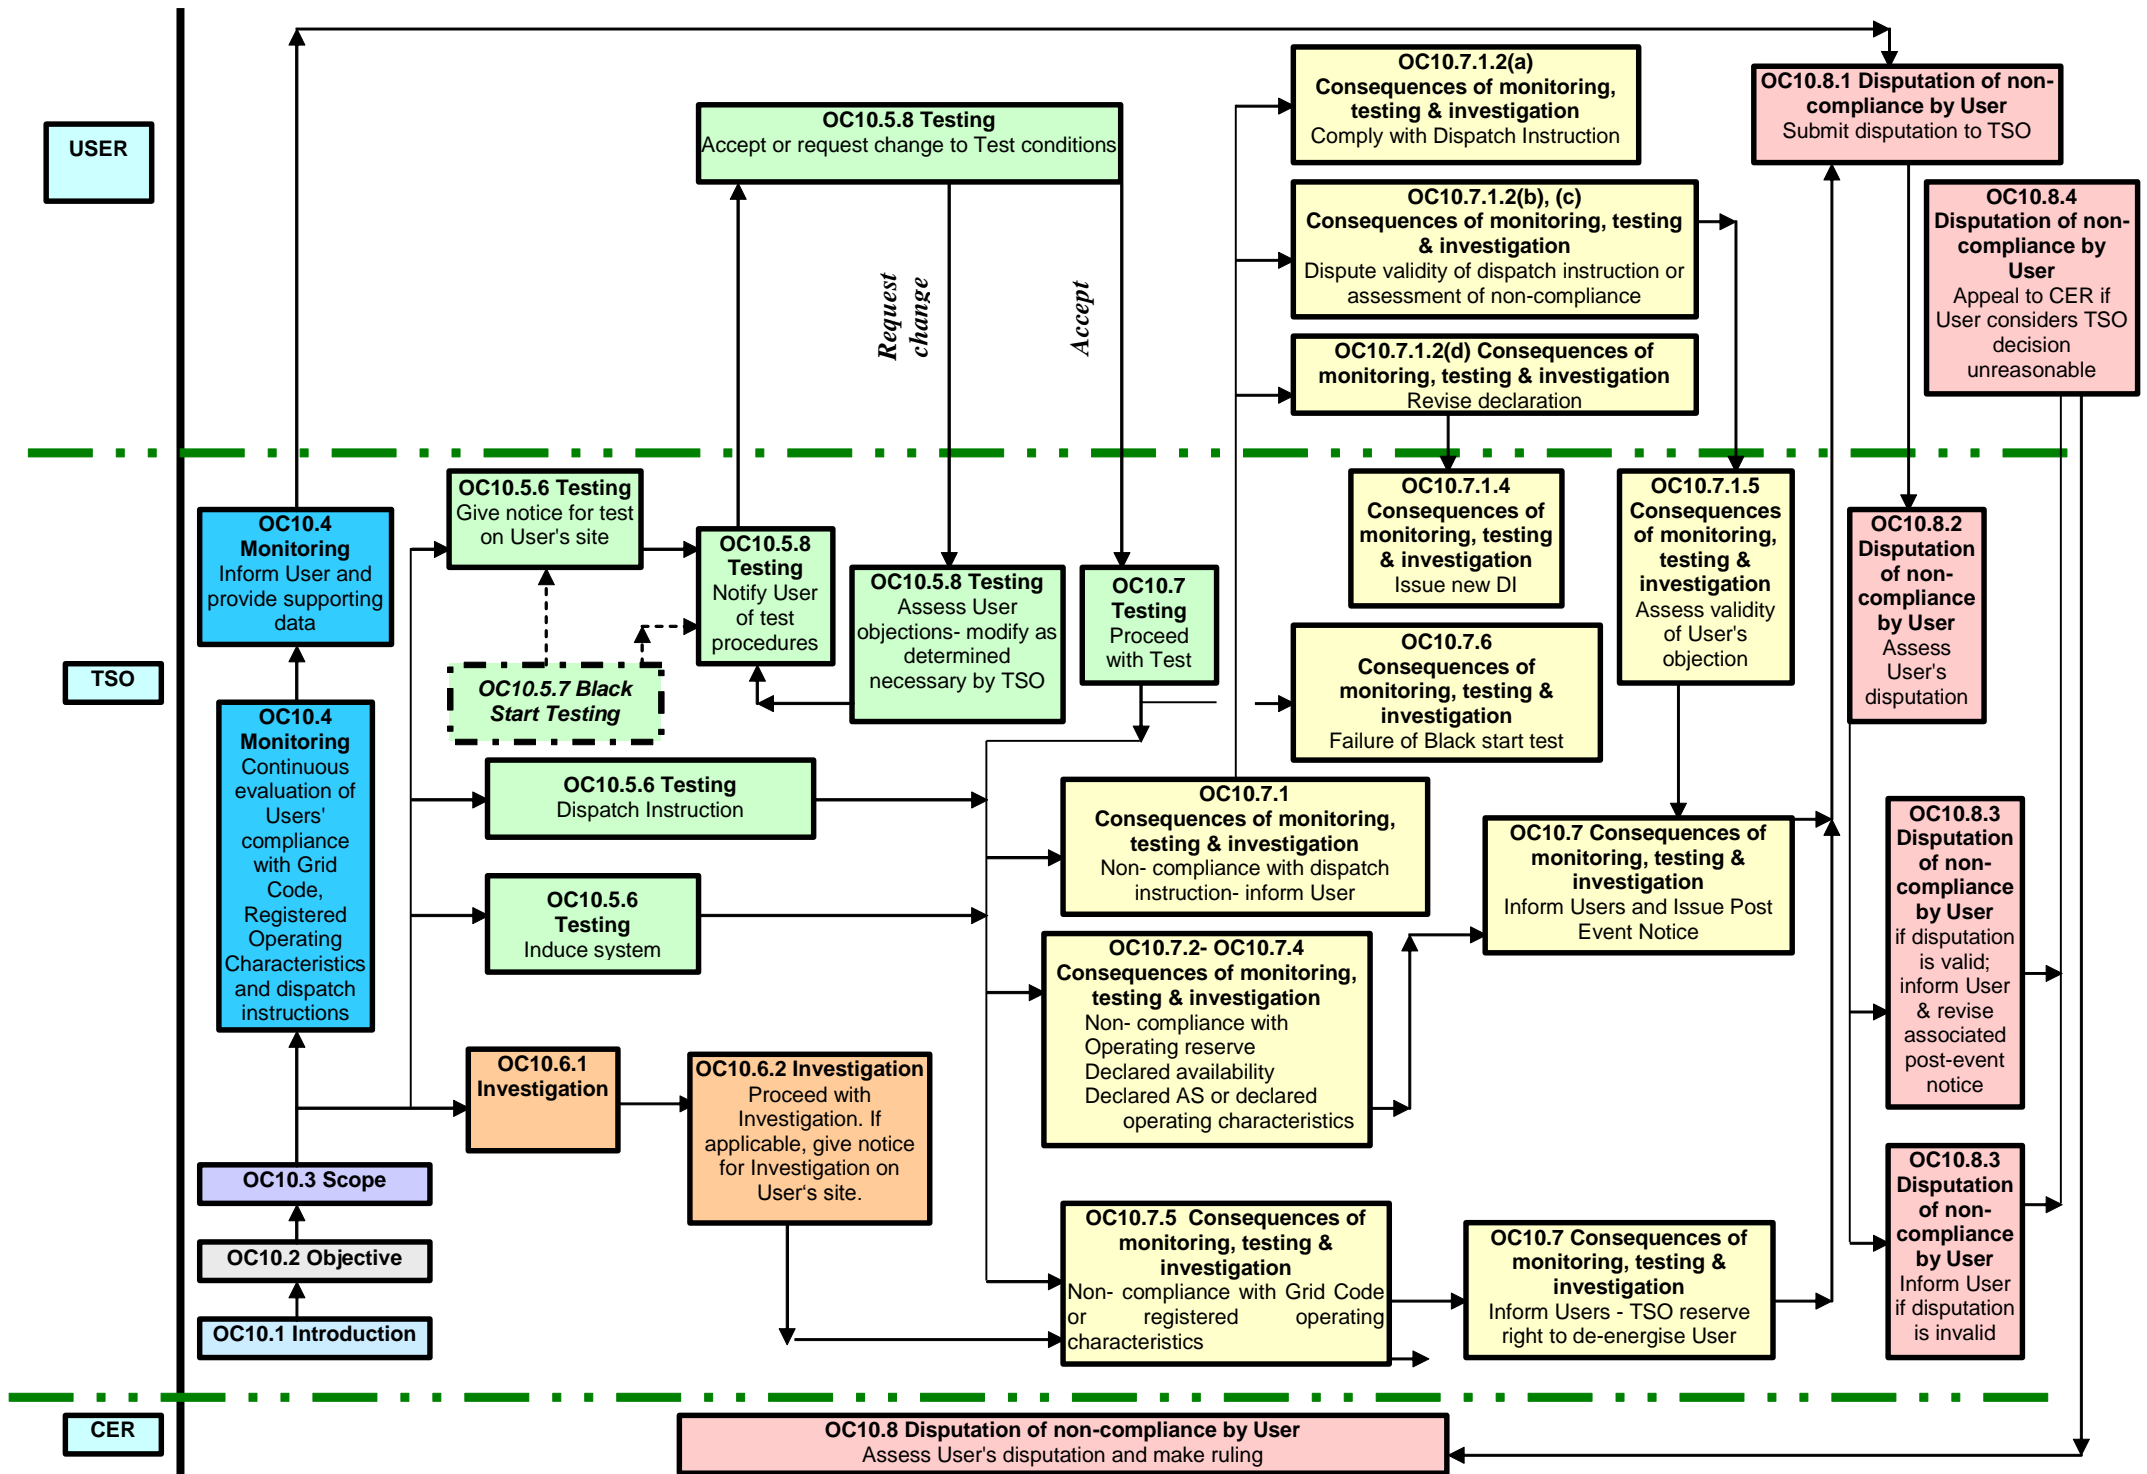 USER
OC10.5.8 Testing
Accept or request change to Test conditions
Request
change
Accept
OC10.7.1.2(a)
Consequences of monitoring,
testing & investigation
Comply with Dispatch Instruction
OC10.7.1.2(b), (c)
Consequences of monitoring, testing
& investigation
Dispute validity of dispatch instruction or
assessment of non-compliance
OC10.7.1.2(d) Consequences of
monitoring, testing & investigation
Revise declaration
OC10.8.1 Disputation of non-
compliance by User
Submit disputation to TSO
OC10.8.4
Disputation of non-
compliance by
User
Appeal to CER if
User considers TSO
decision
unreasonable
TSO
OC10.4
Monitoring
Inform User and
provide supporting
data
OC10.4
Monitoring
Continuous
evaluation of
Users'
compliance
with Grid
Code,
Registered
Operating
Characteristics
and dispatch
instructions
OC10.3 Scope
OC10.2 Objective
OC10.1 Introduction
OC10.5.6 Testing
Give notice for test
on User's site
OC10.5.7 Black
Start Testing
OC10.5.8
Testing
Notify User
of test
procedures
OC10.5.8 Testing
Assess User
objections- modify as
determined
necessary by TSO
OC10.7
Testing
Proceed
with Test
OC10.5.6 Testing
Dispatch Instruction
OC10.5.6
Testing
Induce system
OC10.6.1
Investigation
OC10.6.2 Investigation
Proceed with
Investigation. If
applicable, give notice
for Investigation on
User‘s site.
OC10.7.1.4
Consequences of
monitoring, testing
& investigation
Issue new DI
OC10.7.6
Consequences of
monitoring, testing &
investigation
Failure of Black start test
OC10.7.1
Consequences of monitoring,
testing & investigation
Non- compliance with dispatch
instruction- inform User
OC10.7.2- OC10.7.4
Consequences of monitoring,
testing & investigation
Non- compliance with
Operating reserve
Declared availability
Declared AS or declared
operating characteristics
OC10.7.5 Consequences of
monitoring, testing &
investigation
Non- compliance with Grid Code
or registered operating
characteristics
OC10.7.1.5
Consequences
of monitoring,
testing &
investigation
Assess validity
of User's
objection
OC10.7 Consequences of
monitoring, testing &
investigation
Inform Users and Issue Post
Event Notice
OC10.7 Consequences of
monitoring, testing &
investigation
Inform Users - TSO reserve
right to de-energise User
OC10.8.2
Disputation
of non-
compliance
by User
Assess
User's
disputation
OC10.8.3
Disputation
of non-
compliance
by User
if disputation
is valid;
inform User
& revise
associated
post-event
notice
OC10.8.3
Disputation
of non-
compliance
by User
Inform User
if disputation
is invalid
CER
OC10.8 Disputation of non-compliance by User
Assess User's disputation and make ruling